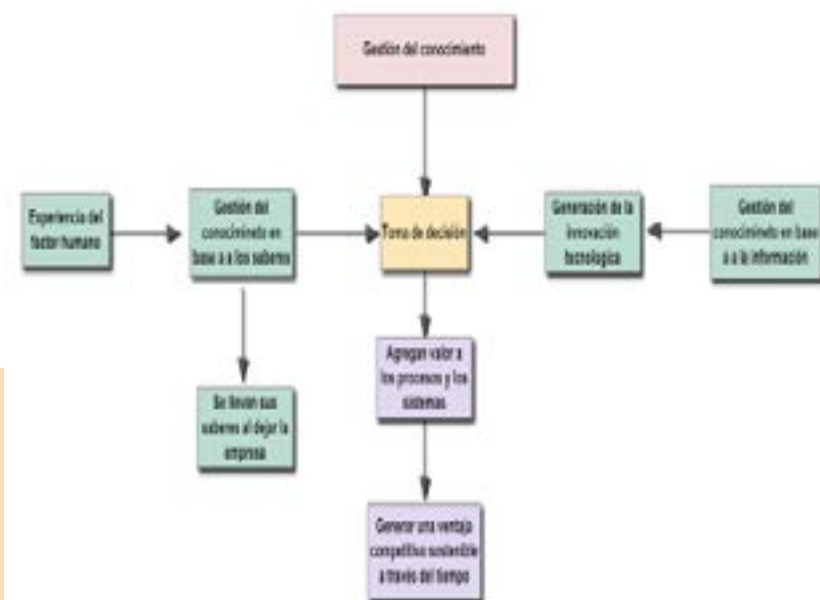 Gestión del conocimiento
Experiencia del
factor humano
Gestión del
conocimineto en
base a a los saberes
Toma de decisión
Generación de la
innovación
tecnologica
Gestión del
conocimineto en base
a a la información
Se llevan sus
saberes al dejar la
empresa
Agregan valor a
los procesos y los
sistemas
Generar una ventaja
competitiva sostenible
a través del tiempo